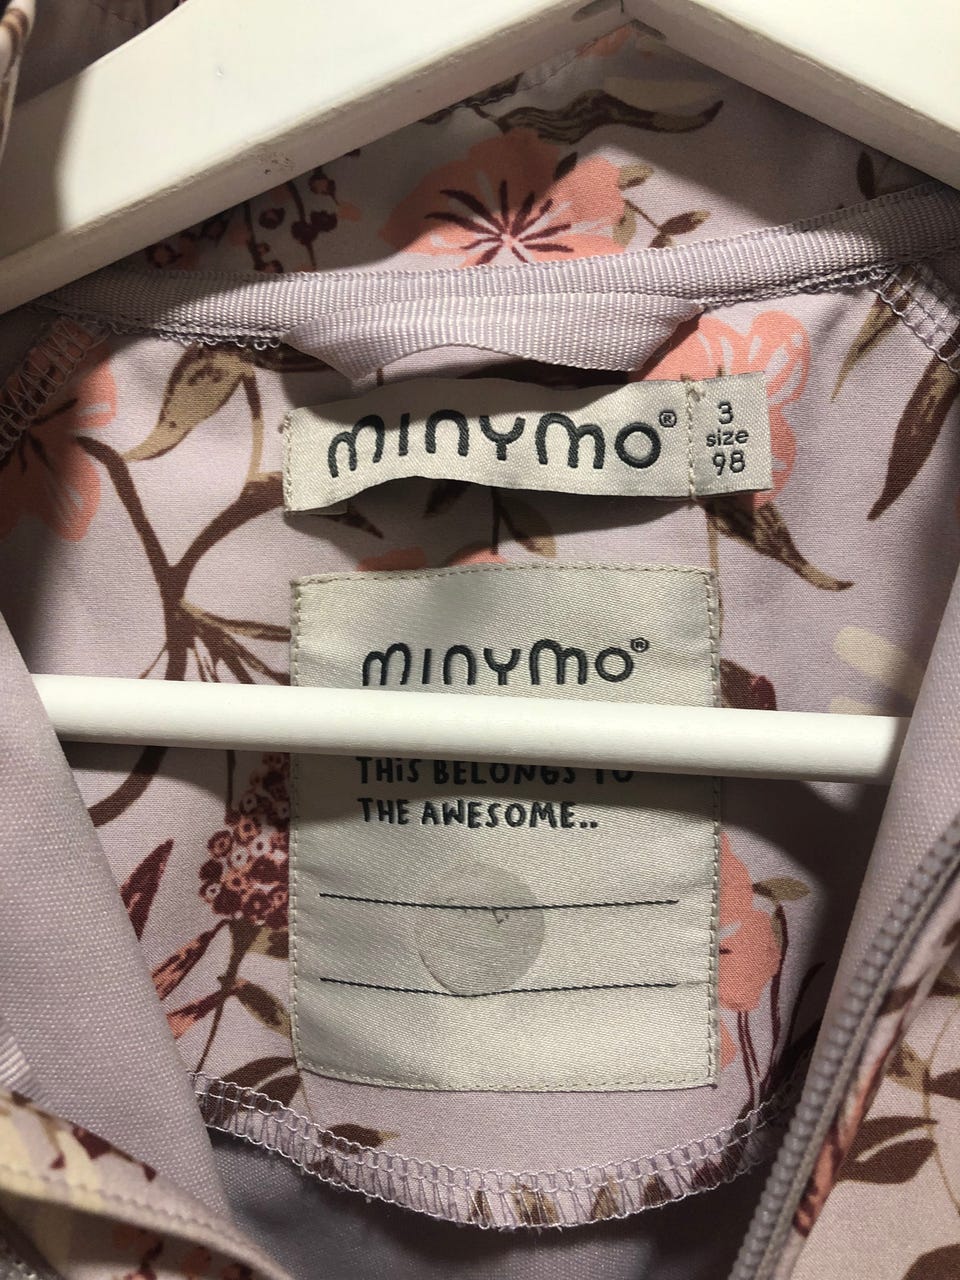 minymo®
3
size
98
minymo®
THIS BELONGS TO
THE AWESOME..